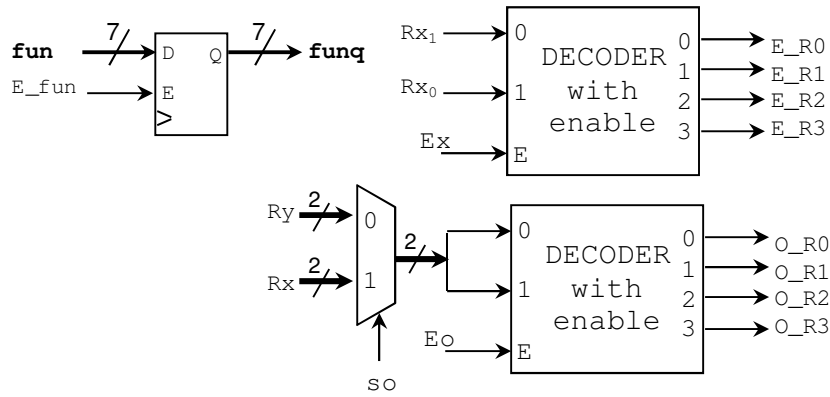 7 7
fun D Q funq
E_fun E
Rx1 0 DECODER with enable 0 E_R0
1 E_R1
Rx0 1 2 E_R2
3 E_R3
Ex E
Ry 2 0 2 0 DECODER with enable 0 O_R0
1 O_R1
Rx 2 1 1 2 O_R2
3 O_R3
Eo E
so